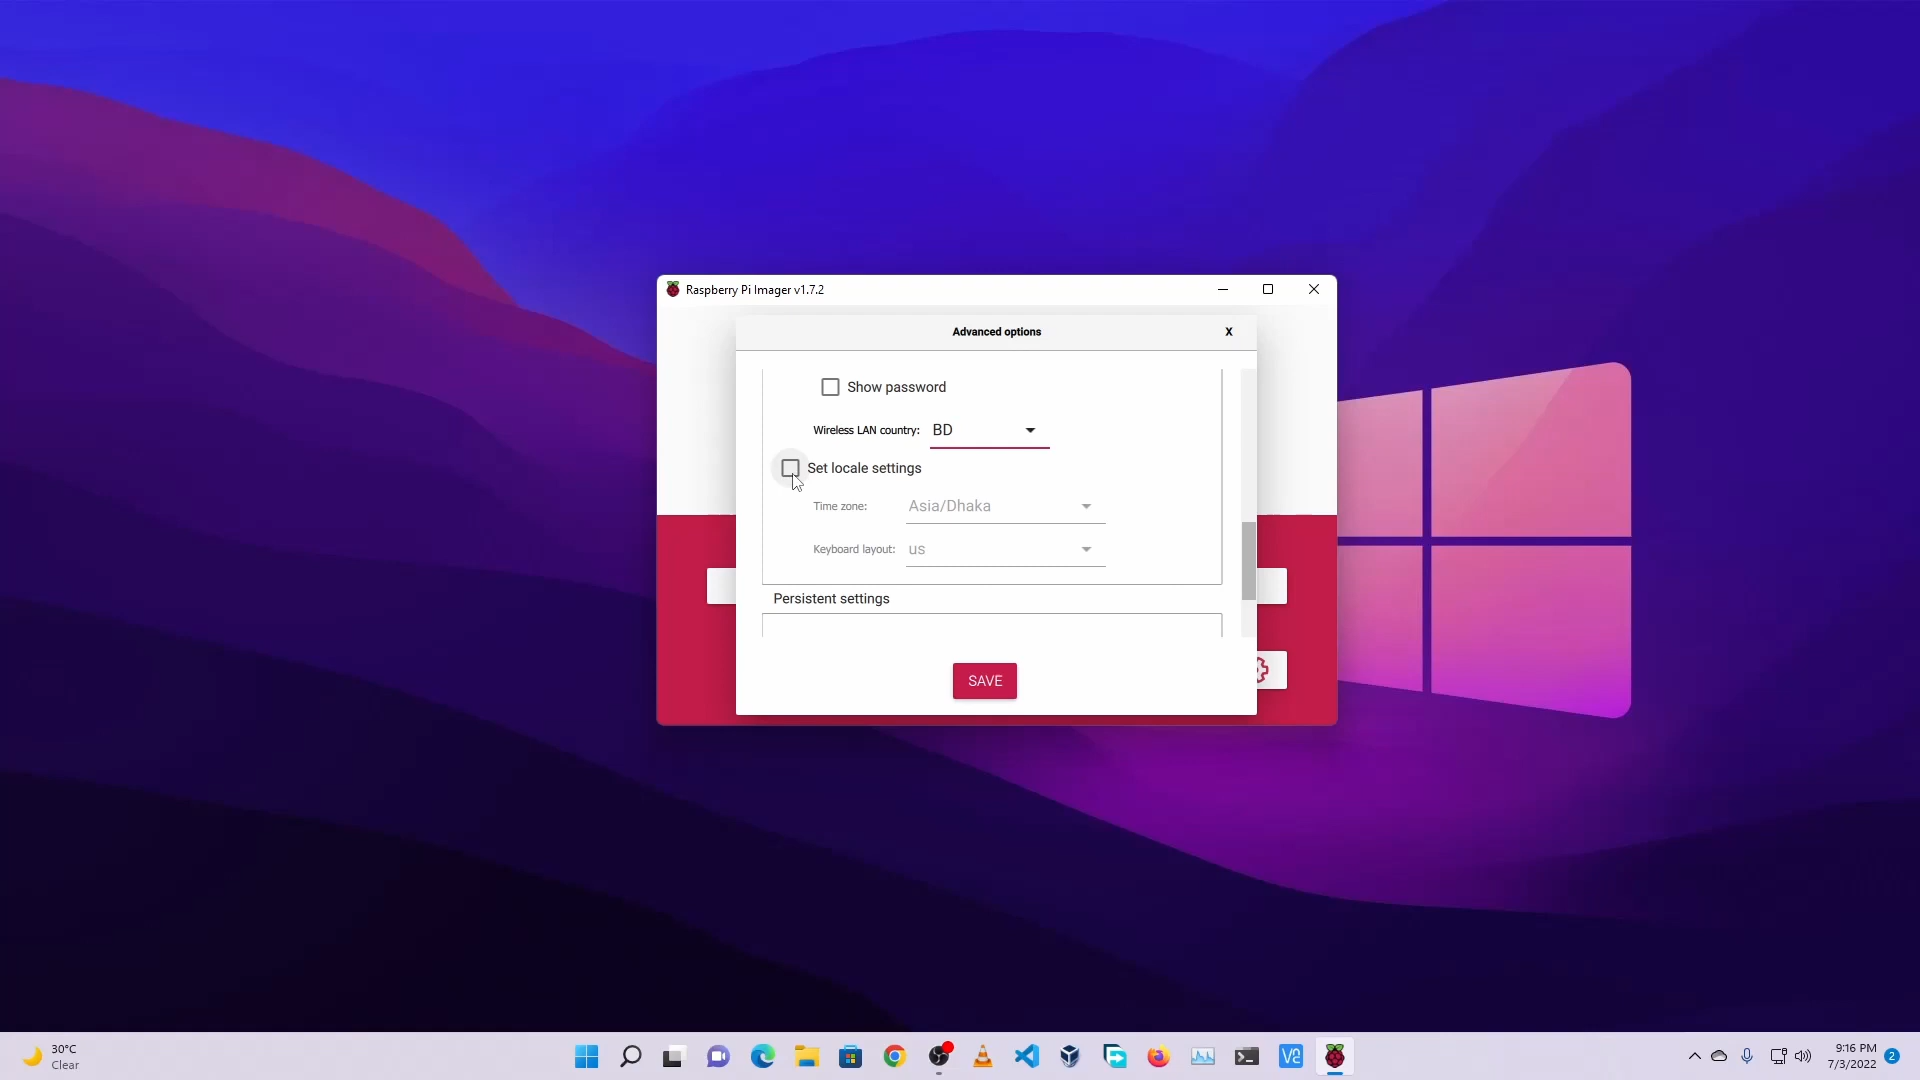 Raspberry Pi Imager v1.7.2
Advanced options
X
Show password
Wireless LAN country: BD
Set locale settings
Time zone: Asia/Dhaka
Keyboard layout: us
Persistent settings
SAVE
30°C
Clear
9:16 PM
7/3/2022
2